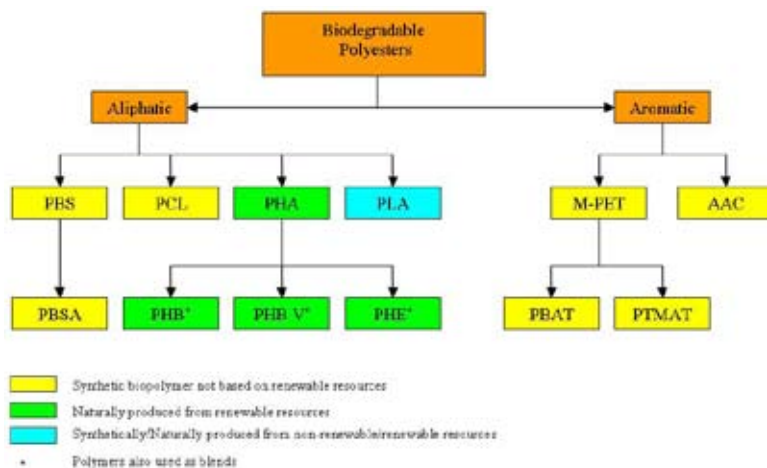 Biodegradable
Polyesters
Aliphatic
Aromatic
PBS
PCL
PHA
PLA
M-PET
AAC
PBSA
PHB*
PHB V*
PHE*
PBAT
PTMAT
Synthetic biopolymer not based on renewable resources
Naturally produced from renewable resources
Synthetically/Naturally produced from non-renewable/renewable resources
* Polymers also used as blends